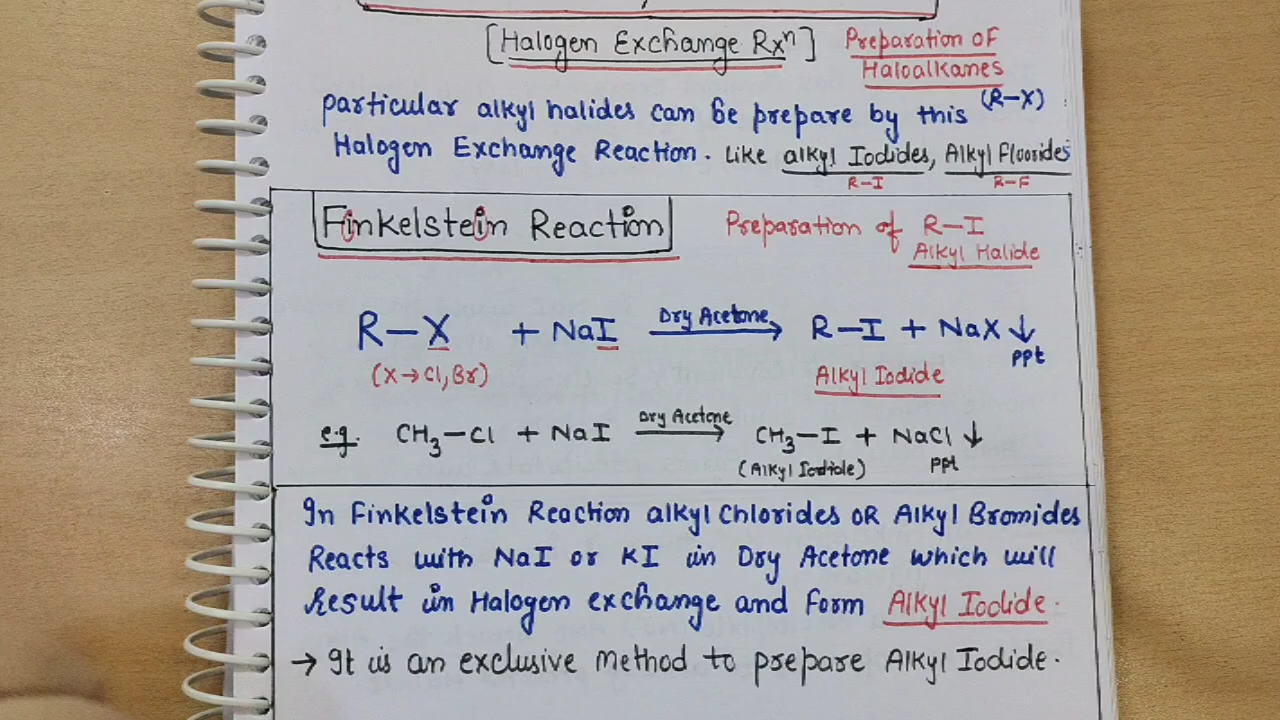 [Halogen Exchange Rxⁿ] Preparation of
Haloalkanes
(R-X)
particular alkyl halides can be prepare by this
Halogen Exchange Reaction. Like alkyl Iodides, Alkyl Fluorides
R-I R-F
Finkelstein Reaction Preparation of R-I
Alkyl Halide
R-X + NaI Dry Acetone → R-I + NaX ↓
ppt
(X→Cl, Br) Alkyl Iodide
e.g. CH₃-Cl + NaI Dry Acetone → CH₃-I + NaCl ↓
(Alkyl Iodide) ppt
In Finkelstein Reaction alkyl Chlorides OR Alkyl Bromides
Reacts with NaI or KI in Dry Acetone which will
Result in Halogen exchange and form Alkyl Iodide.
→ It is an exclusive method to prepare Alkyl Iodide.